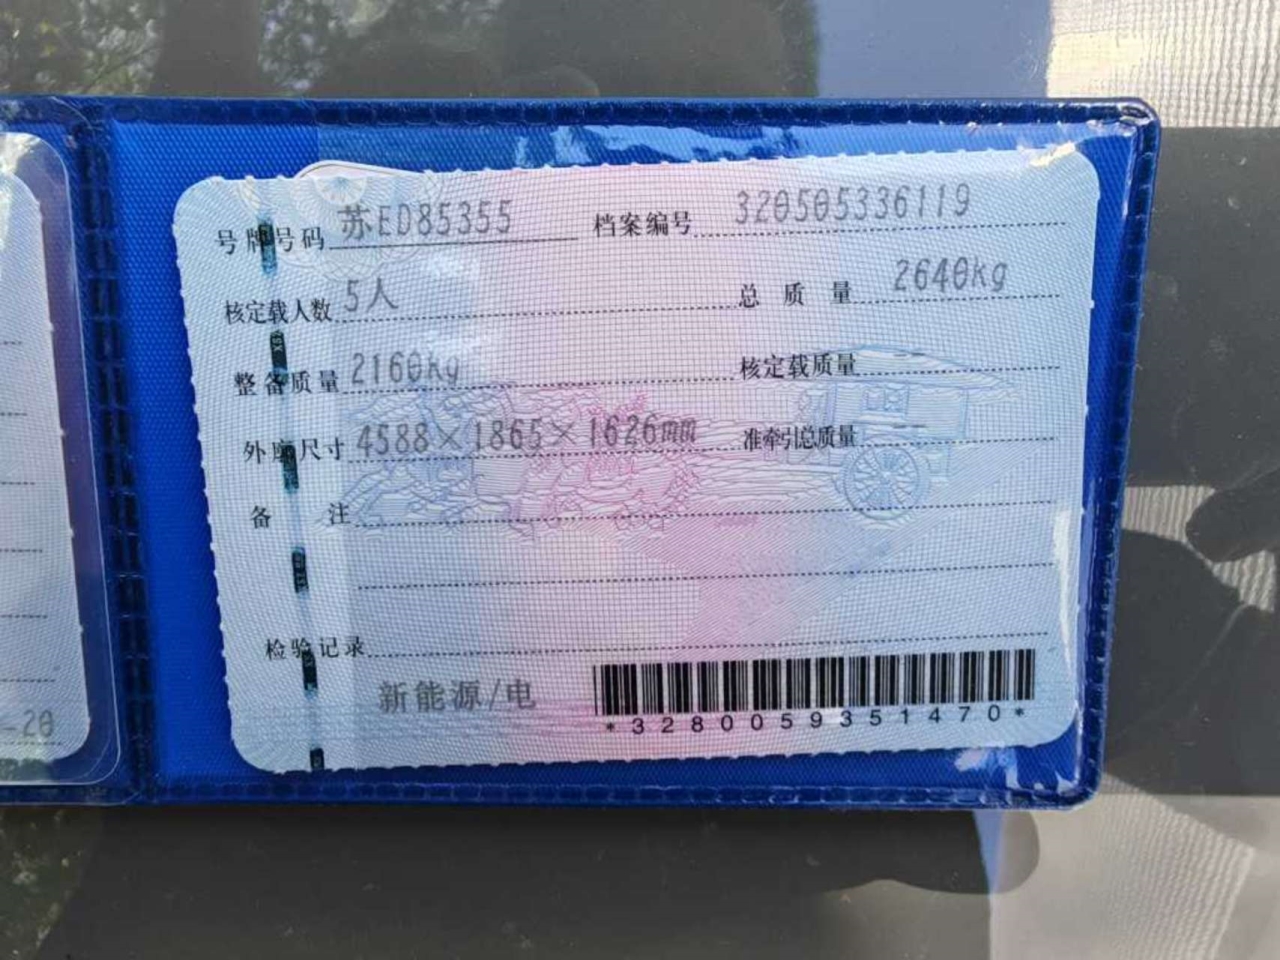 号牌号码 苏ED85355 档案编号 320505336119
核定载人数 5人 总质量 2640kg
整备质量 2160kg 核定载质量
外廓尺寸 4588×1865×1626mm 准牵引总质量
备注
检验记录
新能源/电
*3280059351470*
-20